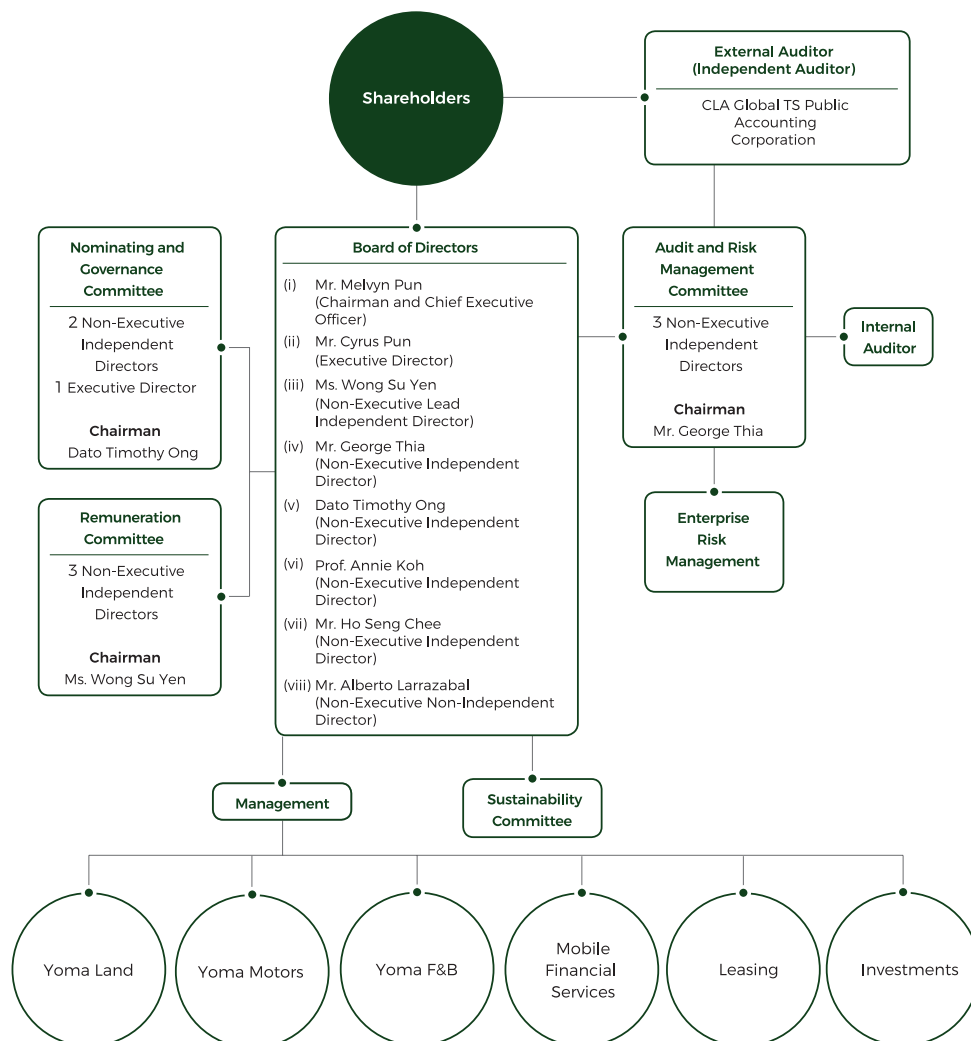 Shareholders
External Auditor
(Independent Auditor)
CLA Global TS Public
Accounting
Corporation
Nominating and
Governance
Committee
2 Non-Executive
Independent
Directors
1 Executive Director
Chairman
Dato Timothy Ong
Remuneration
Committee
3 Non-Executive
Independent
Directors
Chairman
Ms. Wong Su Yen
Board of Directors
(i) Mr. Melvyn Pun
(Chairman and Chief Executive
Officer)
(ii) Mr. Cyrus Pun
(Executive Director)
(iii) Ms. Wong Su Yen
(Non-Executive Lead
Independent Director)
(iv) Mr. George Thia
(Non-Executive Independent
Director)
(v) Dato Timothy Ong
(Non-Executive Independent
Director)
(vi) Prof. Annie Koh
(Non-Executive Independent
Director)
(vii) Mr. Ho Seng Chee
(Non-Executive Independent
Director)
(viii) Mr. Alberto Larrazabal
(Non-Executive Non-Independent
Director)
Audit and Risk
Management
Committee
3 Non-Executive
Independent
Directors
Chairman
Mr. George Thia
Internal
Auditor
Enterprise
Risk
Management
Management
Sustainability
Committee
Yoma Land
Yoma Motors
Yoma F&B
Mobile
Financial
Services
Leasing
Investments